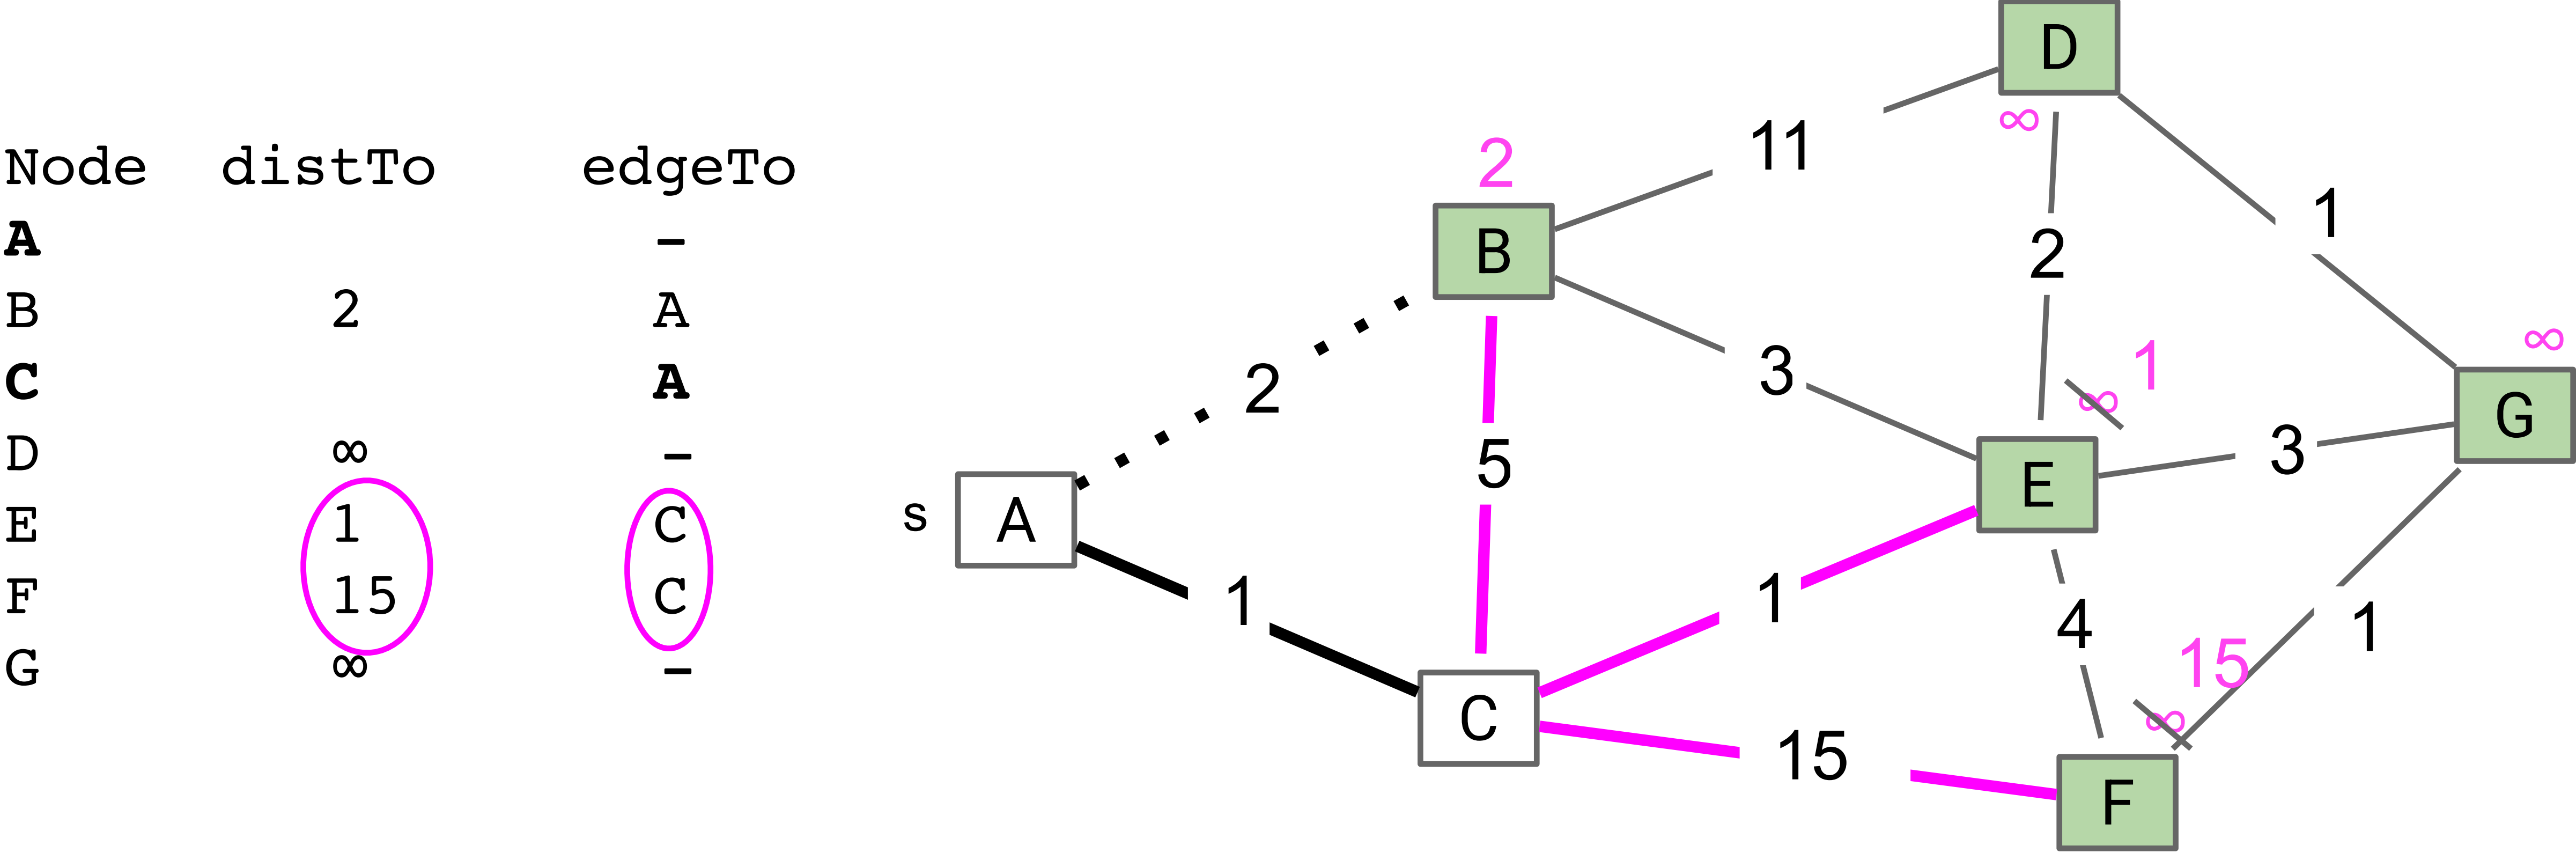 Node distTo edgeTo
A –
B 2 A
C A
D ∞ –
E 1 C
F 15 C
G ∞ –
D
∞
11
2
B
1
2
∞
1
∞
3
2
G
E
3
5
s
A
1
1
4
1
15
∞
C
15
F